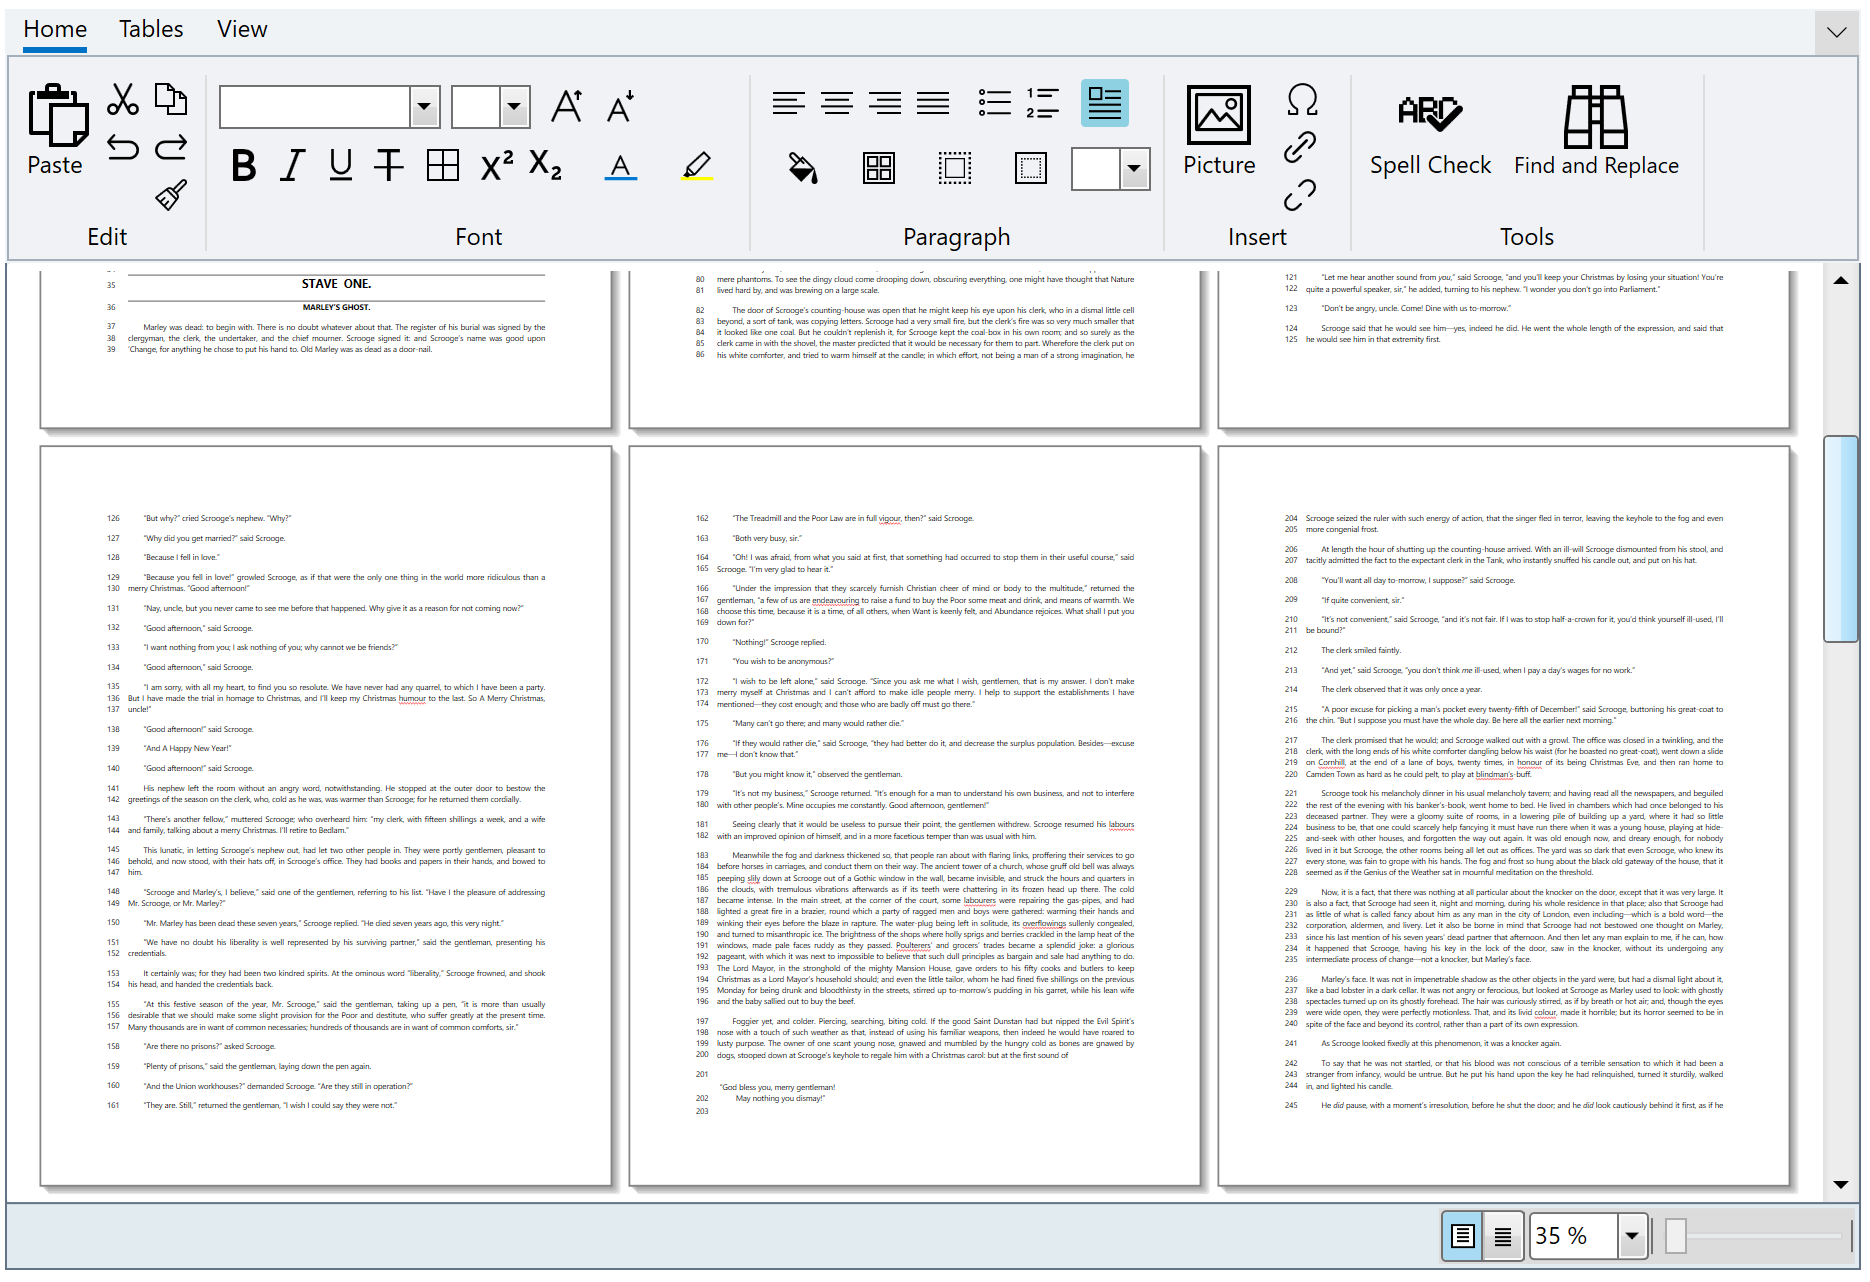 Home Tables View
Paste
Edit
Font
Paragraph
Picture
Insert
ABC
Spell Check Find and Replace
Tools
35 STAVE ONE.
36 MARLEY'S GHOST.
37 Marley was dead: to begin with. There is no doubt whatever about that. The register of his burial was signed by the
38 clergyman, the clerk, the undertaker, and the chief mourner. Scrooge signed it: and Scrooge's name was good upon
39 'Change, for anything he chose to put his hand to. Old Marley was as dead as a door-nail.
80 mere phantoms. To see the dingy cloud come drooping down, obscuring everything, one might have thought that Nature
81 lived hard by, and was brewing on a large scale.
82 The door of Scrooge's counting-house was open that he might keep his eye upon his clerk, who in a dismal little cell
83 beyond, a sort of tank, was copying letters. Scrooge had a very small fire, but the clerk's fire was so very much smaller that
84 it looked like one coal. But he couldn't replenish it, for Scrooge kept the coal-box in his own room; and so surely as the
85 clerk came in with the shovel, the master predicted that it would be necessary for them to part. Wherefore the clerk put on
86 his white comforter, and tried to warm himself at the candle; in which effort, not being a man of a strong imagination, he
121 “Let me hear another sound from you,” said Scrooge, “and you'll keep your Christmas by losing your situation! You're
122 quite a powerful speaker, sir,” he added, turning to his nephew. “I wonder you don't go into Parliament.”
123 “Don't be angry, uncle. Come! Dine with us to-morrow.”
124 Scrooge said that he would see him—yes, indeed he did. He went the whole length of the expression, and said that
125 he would see him in that extremity first.
126 “But why?” cried Scrooge's nephew. “Why?”
127 “Why did you get married?” said Scrooge.
128 “Because I fell in love.”
129 “Because you fell in love!” growled Scrooge, as if that were the only one thing in the world more ridiculous than a
130 merry Christmas. “Good afternoon!”
131 “Nay, uncle, but you never came to see me before that happened. Why give it as a reason for not coming now?”
132 “Good afternoon,” said Scrooge.
133 “I want nothing from you; I ask nothing of you; why cannot we be friends?”
134 “Good afternoon,” said Scrooge.
135 “I am sorry, with all my heart, to find you so resolute. We have never had any quarrel, to which I have been a party.
136 But I have made the trial in homage to Christmas, and I'll keep my Christmas humour to the last. So A Merry Christmas,
137 uncle!”
138 “Good afternoon!” said Scrooge.
139 “And A Happy New Year!”
140 “Good afternoon!” said Scrooge.
141 His nephew left the room without an angry word, notwithstanding. He stopped at the outer door to bestow the
142 greetings of the season on the clerk, who, cold as he was, was warmer than Scrooge; for he returned them cordially.
143 “There's another fellow,” muttered Scrooge; who overheard him: “my clerk, with fifteen shillings a week, and a wife
144 and family, talking about a merry Christmas. I'll retire to Bedlam.”
145 This lunatic, in letting Scrooge's nephew out, had let two other people in. They were portly gentlemen, pleasant to
146 behold, and now stood, with their hats off, in Scrooge's office. They had books and papers in their hands, and bowed to
147 him.
148 “Scrooge and Marley's, I believe,” said one of the gentlemen, referring to his list. “Have I the pleasure of addressing
149 Mr. Scrooge, or Mr. Marley?”
150 “Mr. Marley has been dead these seven years,” Scrooge replied. “He died seven years ago, this very night.”
151 “We have no doubt his liberality is well represented by his surviving partner,” said the gentleman, presenting his
152 credentials.
153 It certainly was; for they had been two kindred spirits. At the ominous word “liberality,” Scrooge frowned, and shook
154 his head, and handed the credentials back.
155 “At this festive season of the year, Mr. Scrooge,” said the gentleman, taking up a pen, “it is more than usually
156 desirable that we should make some slight provision for the Poor and destitute, who suffer greatly at the present time.
157 Many thousands are in want of common necessaries; hundreds of thousands are in want of common comforts, sir.”
158 “Are there no prisons?” asked Scrooge.
159 “Plenty of prisons,” said the gentleman, laying down the pen again.
160 “And the Union workhouses?” demanded Scrooge. “Are they still in operation?”
161 “They are. Still,” returned the gentleman, “I wish I could say they were not.”
162 “The Treadmill and the Poor Law are in full vigour, then?” said Scrooge.
163 “Both very busy, sir.”
164 “Oh! I was afraid, from what you said at first, that something had occurred to stop them in their useful course,” said
165 Scrooge. “I'm very glad to hear it.”
166 “Under the impression that they scarcely furnish Christian cheer of mind or body to the multitude,” returned the
167 gentleman, “a few of us are endeavouring to raise a fund to buy the Poor some meat and drink, and means of warmth. We
168 choose this time, because it is a time, of all others, when Want is keenly felt, and Abundance rejoices. What shall I put you
169 down for?”
170 “Nothing!” Scrooge replied.
171 “You wish to be anonymous?”
172 “I wish to be left alone,” said Scrooge. “Since you ask me what I wish, gentlemen, that is my answer. I don't make
173 merry myself at Christmas and I can't afford to make idle people merry. I help to support the establishments I have
174 mentioned—they cost enough; and those who are badly off must go there.”
175 “Many can't go there; and many would rather die.”
176 “If they would rather die,” said Scrooge, “they had better do it, and decrease the surplus population. Besides—excuse
177 me—I don't know that.”
178 “But you might know it,” observed the gentleman.
179 “It's not my business,” Scrooge returned. “It's enough for a man to understand his own business, and not to interfere
180 with other people's. Mine occupies me constantly. Good afternoon, gentlemen!”
181 Seeing clearly that it would be useless to pursue their point, the gentlemen withdrew. Scrooge resumed his labours
182 with an improved opinion of himself, and in a more facetious temper than was usual with him.
183 Meanwhile the fog and darkness thickened so, that people ran about with flaring links, proffering their services to go
184 before horses in carriages, and conduct them on their way. The ancient tower of a church, whose gruff old bell was always
185 peeping slily down at Scrooge out of a Gothic window in the wall, became invisible, and struck the hours and quarters in
186 the clouds, with tremulous vibrations afterwards as if its teeth were chattering in its frozen head up there. The cold
187 became intense. In the main street, at the corner of the court, some labourers were repairing the gas-pipes, and had
188 lighted a great fire in a brazier, round which a party of ragged men and boys were gathered: warming their hands and
189 winking their eyes before the blaze in rapture. The water-plug being left in solitude, its overflowings sullenly congealed,
190 and turned to misanthropic ice. The brightness of the shops where holly sprigs and berries crackled in the lamp heat of the
191 windows, made pale faces ruddy as they passed. Poulterers' and grocers' trades became a splendid joke: a glorious
192 pageant, with which it was next to impossible to believe that such dull principles as bargain and sale had anything to do.
193 The Lord Mayor, in the stronghold of the mighty Mansion House, gave orders to his fifty cooks and butlers to keep
194 Christmas as a Lord Mayor's household should; and even the little tailor, whom he had fined five shillings on the previous
195 Monday for being drunk and bloodthirsty in the streets, stirred up to-morrow's pudding in his garret, while his lean wife
196 and the baby sallied out to buy the beef.
197 Foggier yet, and colder. Piercing, searching, biting cold. If the good Saint Dunstan had but nipped the Evil Spirit's
198 nose with a touch of such weather as that, instead of using his familiar weapons, then indeed he would have roared to
199 lusty purpose. The owner of one scant young nose, gnawed and mumbled by the hungry cold as bones are gnawed by
200 dogs, stooped down at Scrooge's keyhole to regale him with a Christmas carol: but at the first sound of
201
“God bless you, merry gentleman!
202 May nothing you dismay!”
203
204 Scrooge seized the ruler with such energy of action, that the singer fled in terror, leaving the keyhole to the fog and even
205 more congenial frost.
206 At length the hour of shutting up the counting-house arrived. With an ill-will Scrooge dismounted from his stool, and
207 tacitly admitted the fact to the expectant clerk in the Tank, who instantly snuffed his candle out, and put on his hat.
208 “You'll want all day to-morrow, I suppose?” said Scrooge.
209 “If quite convenient, sir.”
210 “It's not convenient,” said Scrooge, “and it's not fair. If I was to stop half-a-crown for it, you'd think yourself ill-used, I'll
211 be bound?”
212 The clerk smiled faintly.
213 “And yet,” said Scrooge, “you don't think me ill-used, when I pay a day's wages for no work.”
214 The clerk observed that it was only once a year.
215 “A poor excuse for picking a man's pocket every twenty-fifth of December!” said Scrooge, buttoning his great-coat to
216 the chin. “But I suppose you must have the whole day. Be here all the earlier next morning.”
217 The clerk promised that he would; and Scrooge walked out with a growl. The office was closed in a twinkling, and the
218 clerk, with the long ends of his white comforter dangling below his waist (for he boasted no great-coat), went down a slide
219 on Cornhill, at the end of a lane of boys, twenty times, in honour of its being Christmas Eve, and then ran home to
220 Camden Town as hard as he could pelt, to play at blindman's-buff.
221 Scrooge took his melancholy dinner in his usual melancholy tavern; and having read all the newspapers, and beguiled
222 the rest of the evening with his banker's-book, went home to bed. He lived in chambers which had once belonged to his
223 deceased partner. They were a gloomy suite of rooms, in a lowering pile of building up a yard, where it had so little
224 business to be, that one could scarcely help fancying it must have run there when it was a young house, playing at hide-
225 and-seek with other houses, and forgotten the way out again. It was old enough now, and dreary enough, for nobody
226 lived in it but Scrooge, the other rooms being all let out as offices. The yard was so dark that even Scrooge, who knew its
227 every stone, was fain to grope with his hands. The fog and frost so hung about the black old gateway of the house, that it
228 seemed as if the Genius of the Weather sat in mournful meditation on the threshold.
229 Now, it is a fact, that there was nothing at all particular about the knocker on the door, except that it was very large. It
230 is also a fact, that Scrooge had seen it, night and morning, during his whole residence in that place; also that Scrooge had
231 as little of what is called fancy about him as any man in the city of London, even including—which is a bold word—the
232 corporation, aldermen, and livery. Let it also be borne in mind that Scrooge had not bestowed one thought on Marley,
233 since his last mention of his seven years' dead partner that afternoon. And then let any man explain to me, if he can, how
234 it happened that Scrooge, having his key in the lock of the door, saw in the knocker, without its undergoing any
235 intermediate process of change—not a knocker, but Marley's face.
236 Marley's face. It was not in impenetrable shadow as the other objects in the yard were, but had a dismal light about it,
237 like a bad lobster in a dark cellar. It was not angry or ferocious, but looked at Scrooge as Marley used to look: with ghostly
238 spectacles turned up on its ghostly forehead. The hair was curiously stirred, as if by breath or hot air; and, though the eyes
239 were wide open, they were perfectly motionless. That, and its livid colour, made it horrible; but its horror seemed to be in
240 spite of the face and beyond its control, rather than a part of its own expression.
241 As Scrooge looked fixedly at this phenomenon, it was a knocker again.
242 To say that he was not startled, or that his blood was not conscious of a terrible sensation to which it had been a
243 stranger from infancy, would be untrue. But he put his hand upon the key he had relinquished, turned it sturdily, walked
244 in, and lighted his candle.
245 He did pause, with a moment's irresolution, before he shut the door; and he did look cautiously behind it first, as if he
35 %